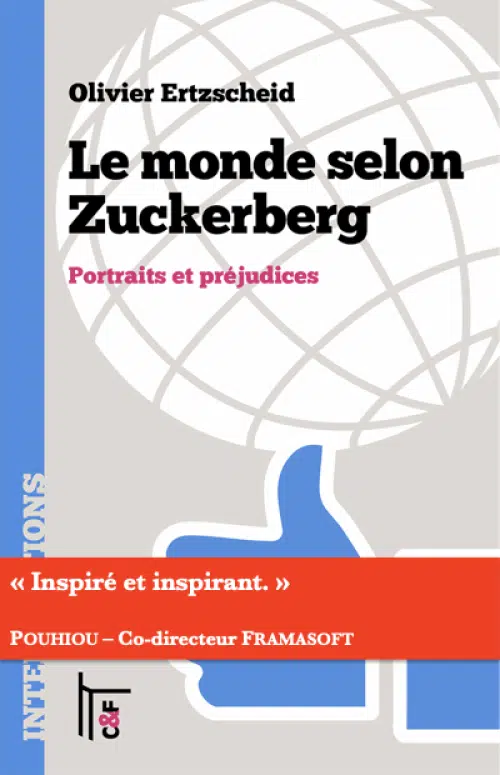 Olivier Ertzscheid
Le monde selon
Zuckerberg
Portraits et préjudices
« Inspiré et inspirant. »
POUHIOU – Co-directeur FRAMASOFT
C&F